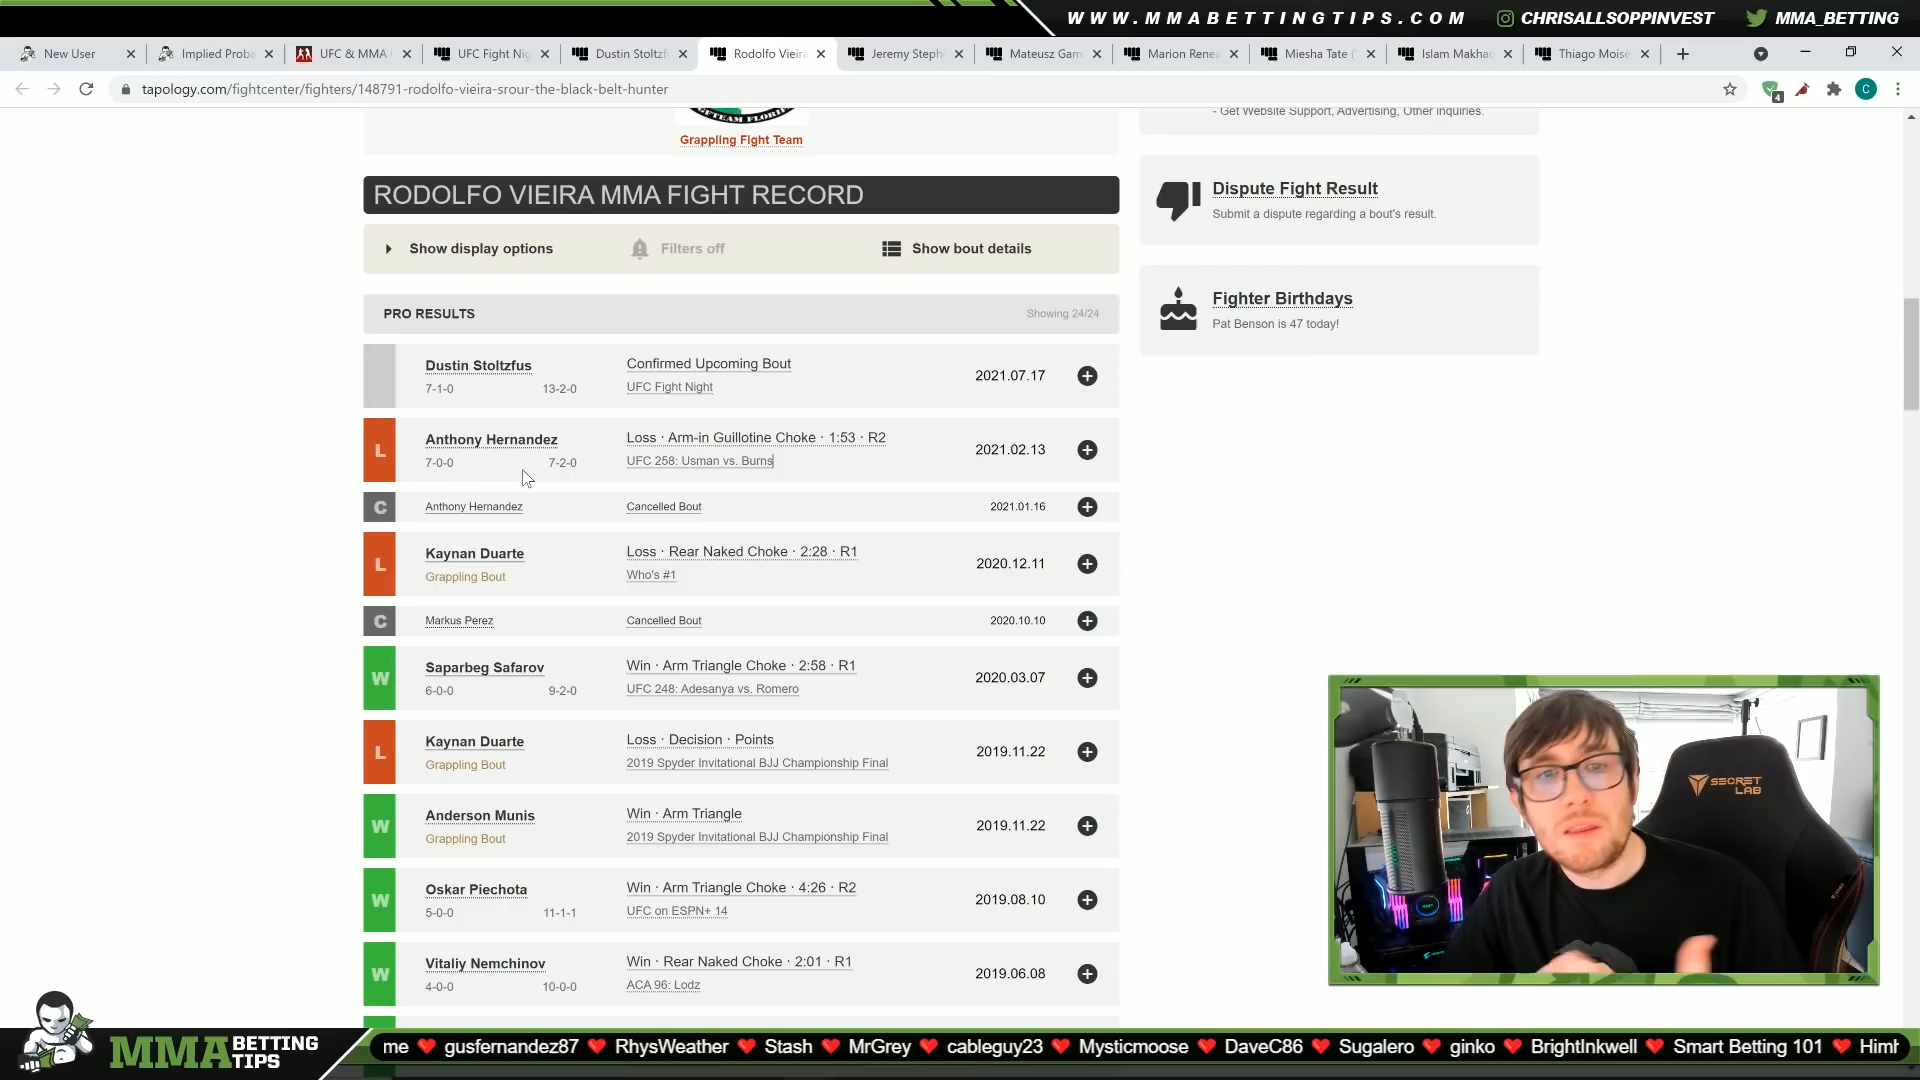 WWW.MMABETTINGTIPS.COM CHRISALLSOPPINVEST MMA_BETTING
New User Implied Proba UFC & MMA UFC Fight Nig Dustin Stoltzf Rodolfo Vieira Jeremy Steph Mateusz Gam Marion Renea Miesha Tate (" Islam Makhac Thiago Moise
tapology.com/fightcenter/fighters/148791-rodolfo-vieira-srour-the-black-belt-hunter 4 C
Grappling Fight Team
- Get Website Support, Advertising, Other Inquiries.
RODOLFO VIEIRA MMA FIGHT RECORD
Show display options Filters off Show bout details
PRO RESULTS Showing 24/24
Dustin Stoltzfus Confirmed Upcoming Bout 2021.07.17
7-1-0 13-2-0 UFC Fight Night
L Anthony Hernandez Loss · Arm-in Guillotine Choke · 1:53 · R2 2021.02.13
7-0-0 7-2-0 UFC 258: Usman vs. Burns
C Anthony Hernandez Cancelled Bout 2021.01.16
L Kaynan Duarte Loss · Rear Naked Choke · 2:28 · R1 2020.12.11
Grappling Bout Who's #1
C Markus Perez Cancelled Bout 2020.10.10
W Saparbeg Safarov Win · Arm Triangle Choke · 2:58 · R1 2020.03.07
6-0-0 9-2-0 UFC 248: Adesanya vs. Romero
L Kaynan Duarte Loss · Decision · Points 2019.11.22
Grappling Bout 2019 Spyder Invitational BJJ Championship Final
W Anderson Munis Win · Arm Triangle 2019.11.22
Grappling Bout 2019 Spyder Invitational BJJ Championship Final
W Oskar Piechota Win · Arm Triangle Choke · 4:26 · R2 2019.08.10
5-0-0 11-1-1 UFC on ESPN+ 14
W Vitaliy Nemchinov Win · Rear Naked Choke · 2:01 · R1 2019.06.08
4-0-0 10-0-0 ACA 96: Lodz
Dispute Fight Result
Submit a dispute regarding a bout's result.
Fighter Birthdays
Pat Benson is 47 today!
SECRET
LAB
MMA BETTING
TIPS
me ❤ gusfernandez87 ❤ RhysWeather ❤ Stash ❤ MrGrey ❤ cableguy23 ❤ Mysticmoose ❤ DaveC86 ❤ Sugalero ❤ ginko ❤ BrightInkwell ❤ Smart Betting 101 ❤